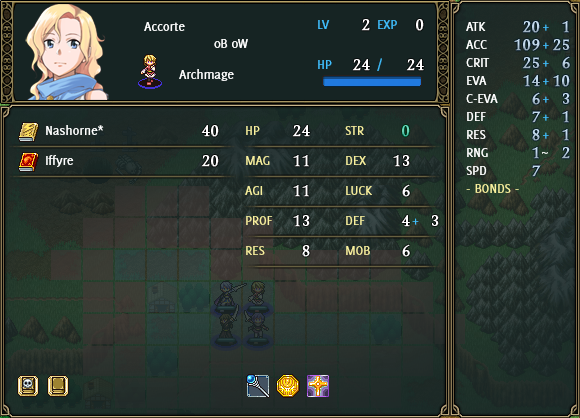 Accorte
oB oW
Archmage
LV 2 EXP 0
HP 24 / 24
Nashorne* 40
Iffyre 20
HP 24 STR 0
MAG 11 DEX 13
AGI 11 LUCK 6
PROF 13 DEF 4+ 3
RES 8 MOB 6
ATK 20+ 1
ACC 109+25
CRIT 25+ 6
EVA 14+10
C-EVA 6+ 3
DEF 7+ 1
RES 8+ 1
RNG 1~ 2
SPD 7
- BONDS -